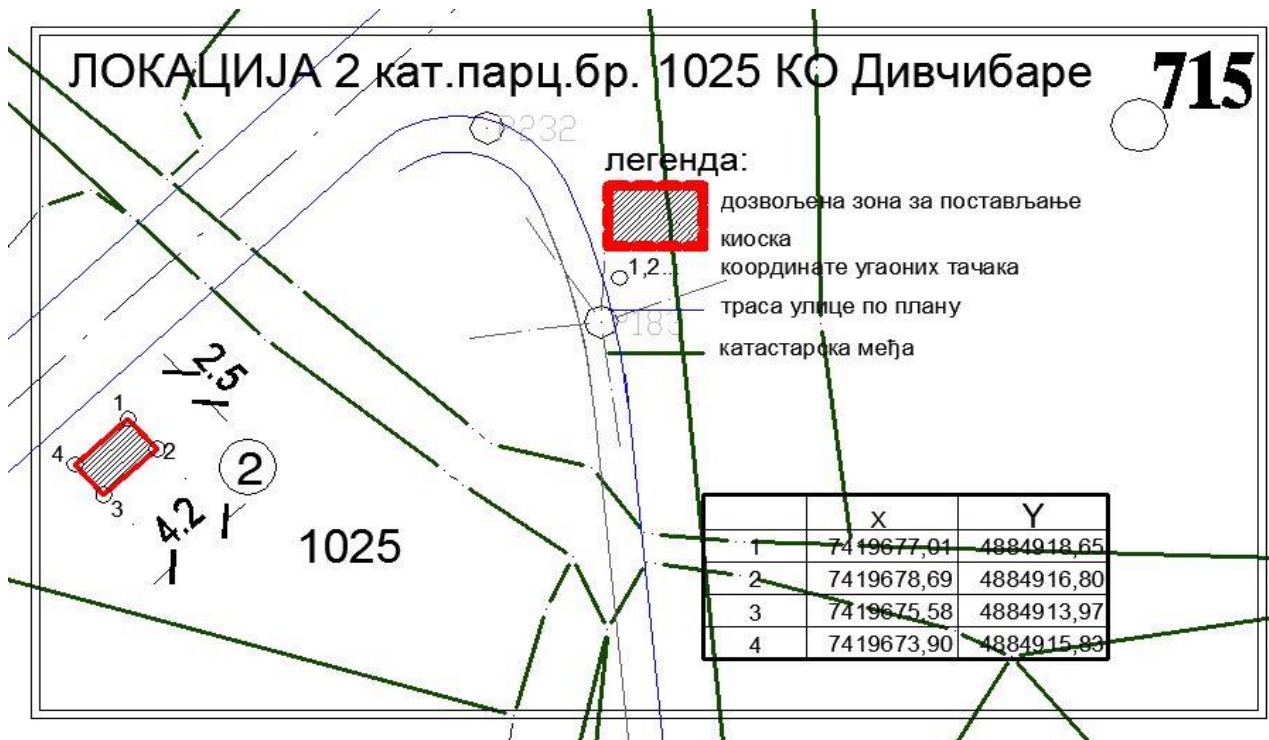 ЛОКАЦИЈА 2 кат.парц.бр. 1025 КО Дивчибаре
715
P232
легенда:
дозвољена зона за постављање
киоска
1,2...
координате угаоних тачака
траса улице по плану
катастарска међа
2.5
1
2
3
4
2
4.2
1025
X Y
1 7419677,01 4884918,65
2 7419678,69 4884916,80
3 7419675,58 4884913,97
4 7419673,90 4884915,83